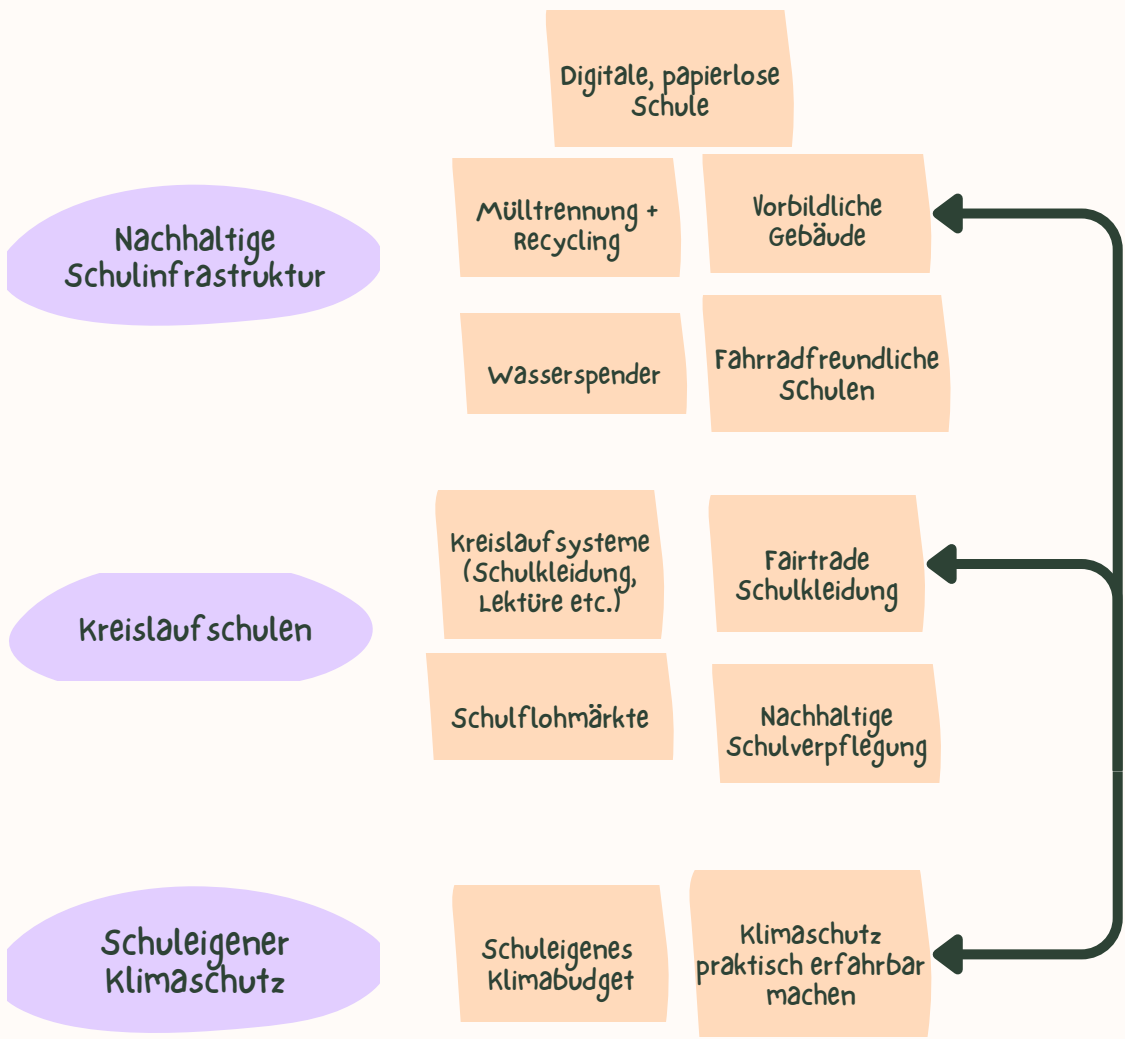 Digitale, papierlose
Schule
Nachhaltige
Schulinfrastruktur
Mülltrennung +
Recycling
Vorbildliche
Gebäude
Wasserspender
Fahrradfreundliche
SChulen
Kreislaufschulen
Kreislaufsysteme
(Schulkleidung,
Lektüre etc.)
Fairtrade
Schulkleidung
Schulflohmärkte
Nachhaltige
Schulverpflegung
Schuleigener
Klimaschutz
Schuleigenes
Klimabudget
Klimaschutz
praktisch erfahrbar
machen